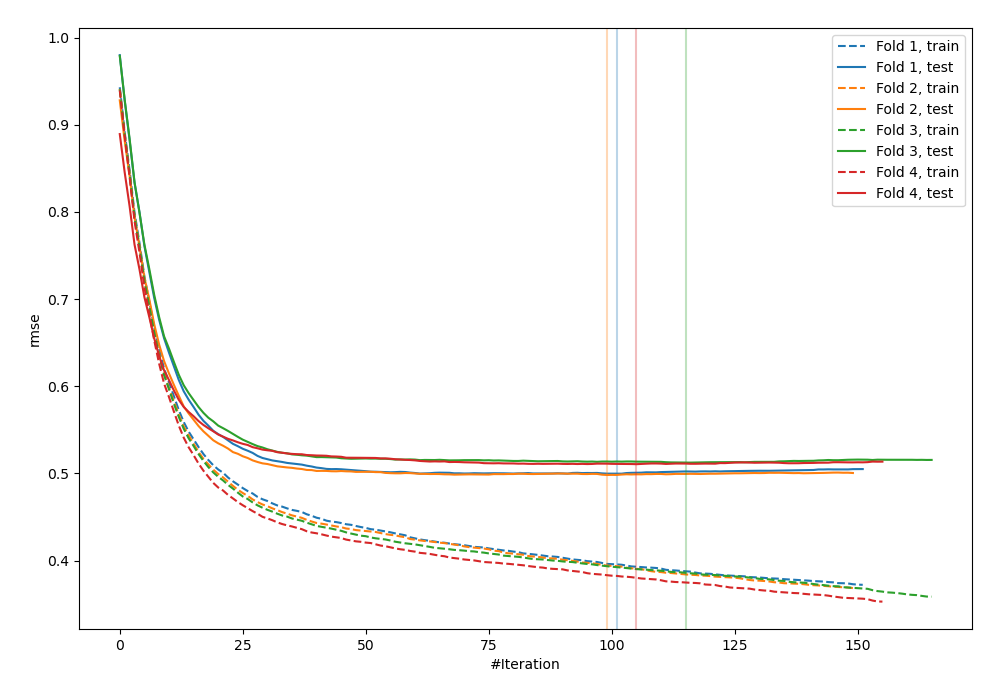 1.0
0.9
0.8
0.7
0.6
0.5
0.4
rmse
0
25
50
75
100
125
150
#Iteration
Fold 1, train
Fold 1, test
Fold 2, train
Fold 2, test
Fold 3, train
Fold 3, test
Fold 4, train
Fold 4, test